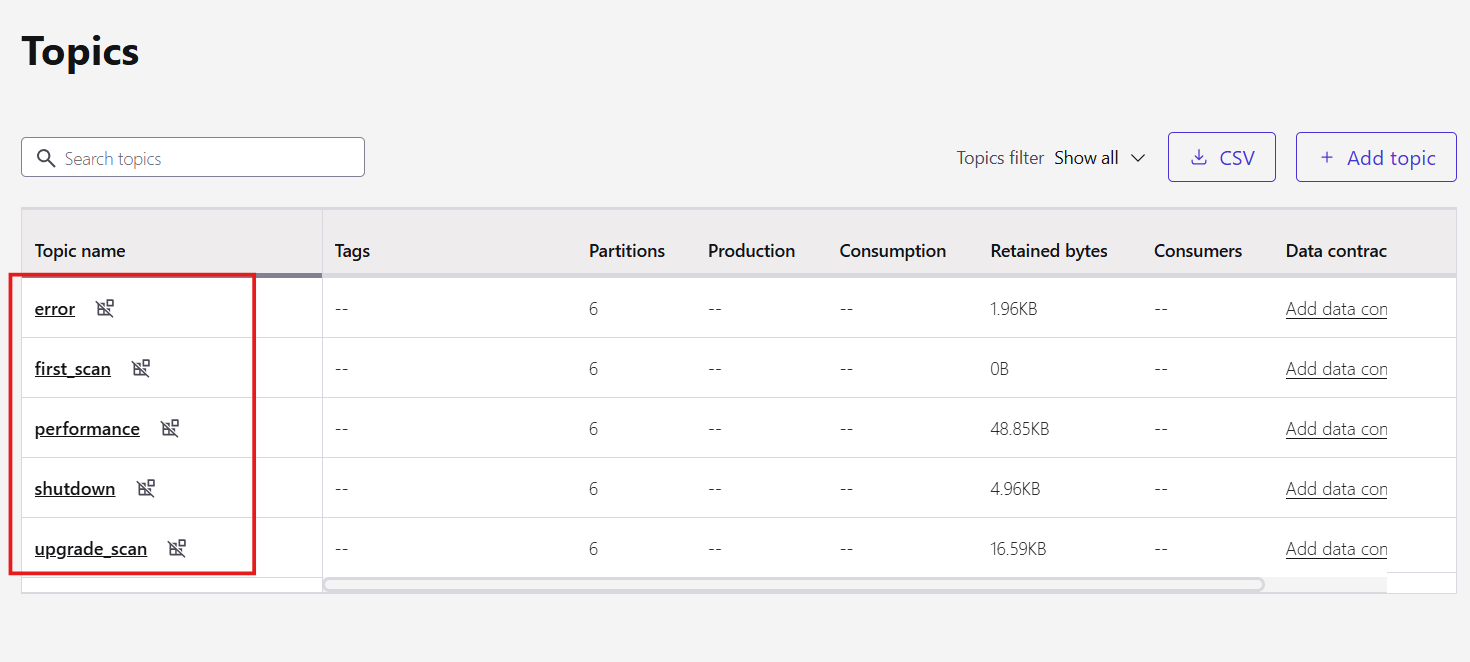 Topics
Search topics
Topics filter Show all CSV + Add topic
Topic name Tags Partitions Production Consumption Retained bytes Consumers Data contrac
error -- 6 -- -- 1.96KB -- Add data con
first_scan -- 6 -- -- 0B -- Add data con
performance -- 6 -- -- 48.85KB -- Add data con
shutdown -- 6 -- -- 4.96KB -- Add data con
upgrade_scan -- 6 -- -- 16.59KB -- Add data con